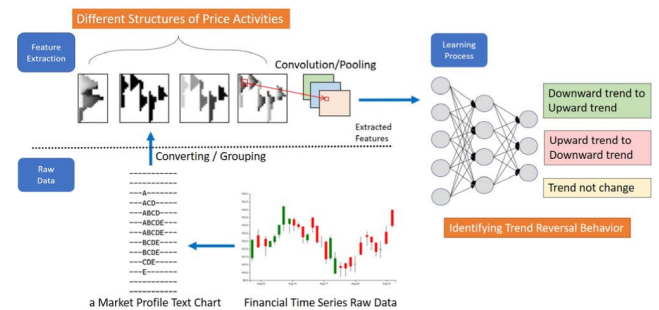 Different Structures of Price Activities
Feature
Extraction
Convolution/Pooling
Learning
Process
Extracted
Features
Downward trend to
Upward trend
Upward trend to
Downward trend
Trend not change
Identifying Trend Reversal Behavior
Converting / Grouping
Raw
Data
---A------
---ACD----
---ABCD---
---ABCDE--
---ABCDE--
---BCDE---
---BCDE---
---CDE----
---E------
a Market Profile Text Chart
Financial Time Series Raw Data